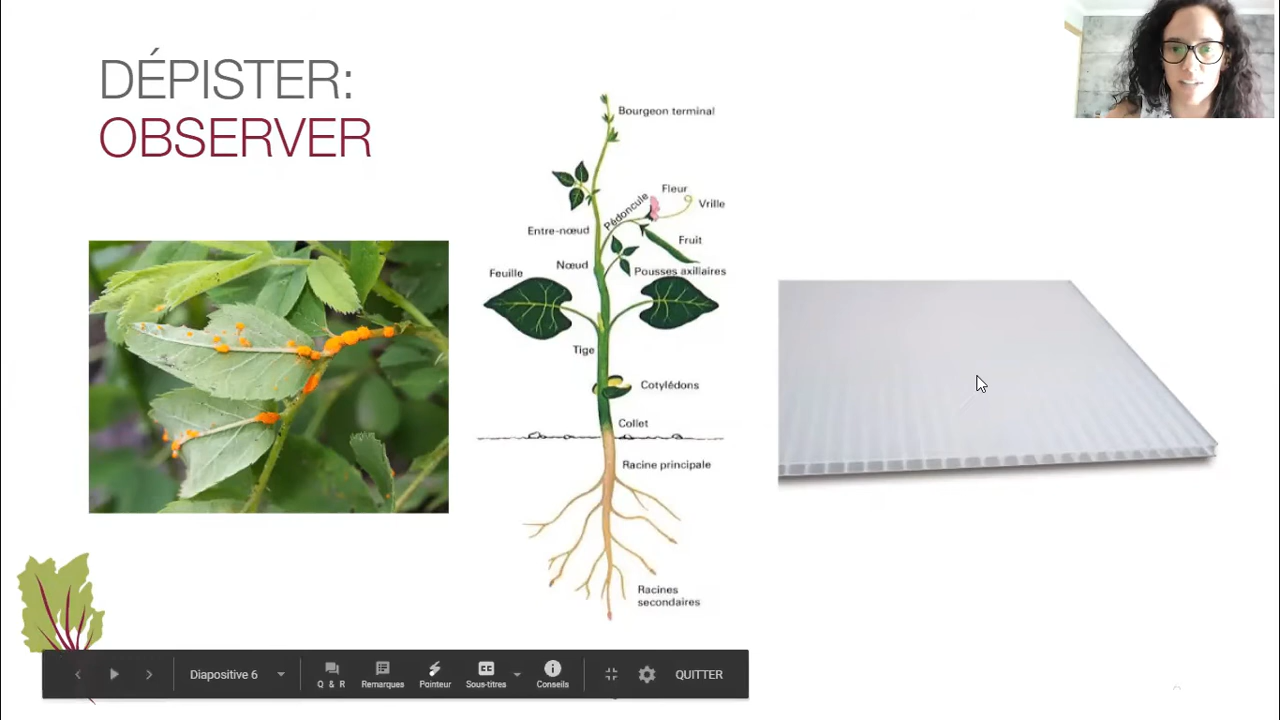 DÉPISTER:
OBSERVER
Bourgeon terminal
Fleur
Pédoncule
Vrille
Entre-nœud
Fruit
Nœud
Pousses axillaires
Feuille
Tige
Cotylédons
Collet
Racine principale
Racines
secondaires
Diapositive 6
Q & R
Remarques
Pointeur
Sous-titres
Conseils
QUITTER